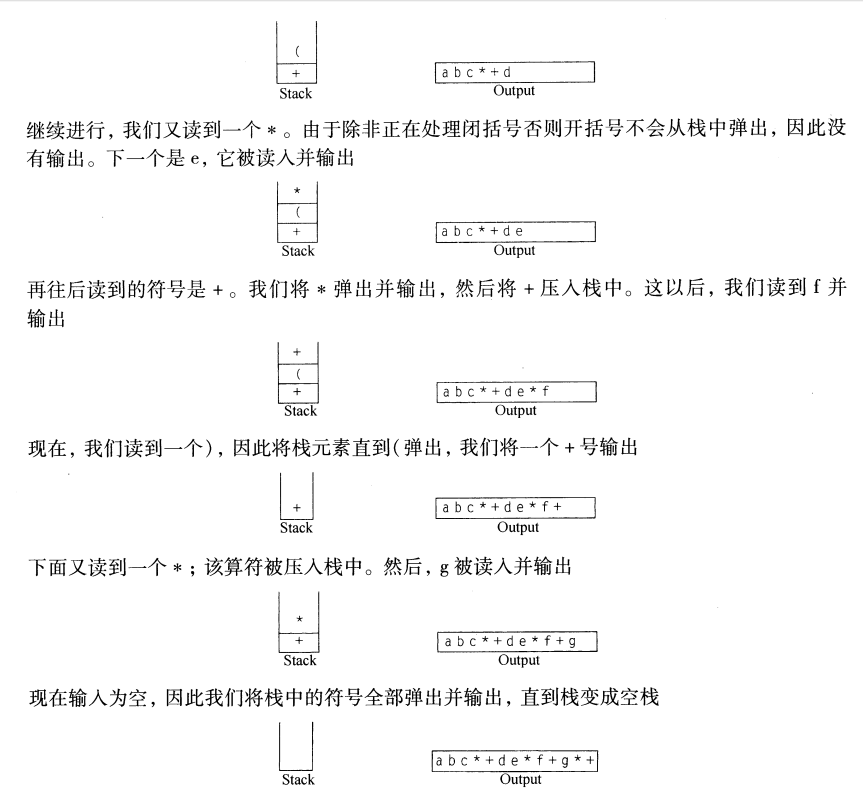 (
+
a b c * + d
Stack
Output
继续进行，我们又读到一个 * 。由于除非正在处理闭括号否则开括号不会从栈中弹出，因此没
有输出。下一个是 e，它被读入并输出
*
(
+
a b c * + d e
Stack
Output
再往后读到的符号是 + 。我们将 * 弹出并输出，然后将 + 压入栈中。这以后，我们读到 f 并
输出
+
(
+
a b c * + d e * f
Stack
Output
现在，我们读到一个)，因此将栈元素直到(弹出，我们将一个 + 号输出
+
a b c * + d e * f +
Stack
Output
下面又读到一个 * ；该算符被压入栈中。然后，g 被读入并输出
*
+
a b c * + d e * f + g
Stack
Output
现在输入为空，因此我们将栈中的符号全部弹出并输出，直到栈变成空栈
a b c * + d e * f + g * +
Stack
Output